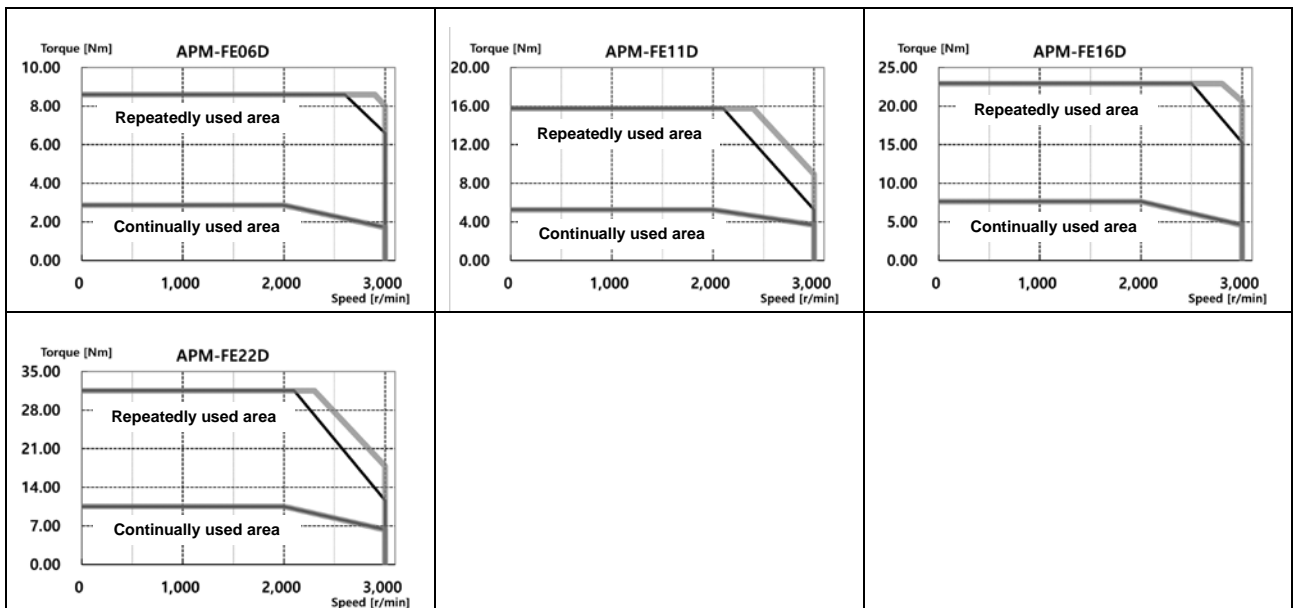 Torque [Nm] APM-FE06D
10.00
8.00
Repeatedly used area
6.00
4.00
2.00
Continually used area
0.00
0 1,000 2,000 3,000
Speed [r/min]
Torque [Nm] APM-FE11D
20.00
16.00
Repeatedly used area
12.00
8.00
4.00
Continually used area
0.00
0 1,000 2,000 3,000
Speed [r/min]
Torque [Nm] APM-FE16D
25.00
20.00
Repeatedly used area
15.00
10.00
5.00
Continually used area
0.00
0 1,000 2,000 3,000
Speed [r/min]
Torque [Nm] APM-FE22D
35.00
28.00
Repeatedly used area
21.00
14.00
7.00
Continually used area
0.00
0 1,000 2,000 3,000
Speed [r/min]